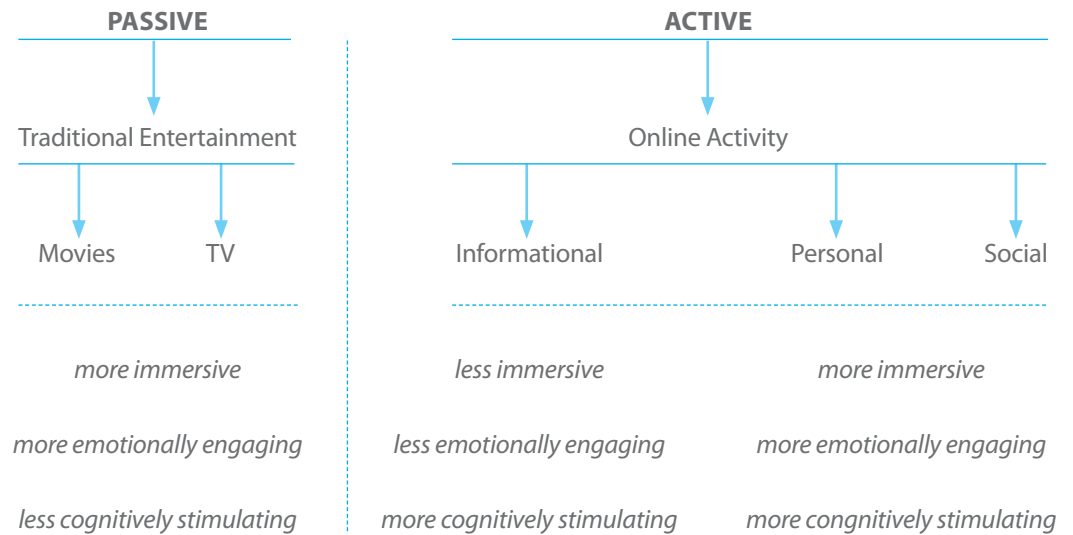 PASSIVE
ACTIVE
Traditional Entertainment
Online Activity
Movies
TV
Informational
Personal
Social
more immersive
less immersive
more immersive
more emotionally engaging
less emotionally engaging
more emotionally engaging
less cognitively stimulating
more cognitively stimulating
more congnitively stimulating